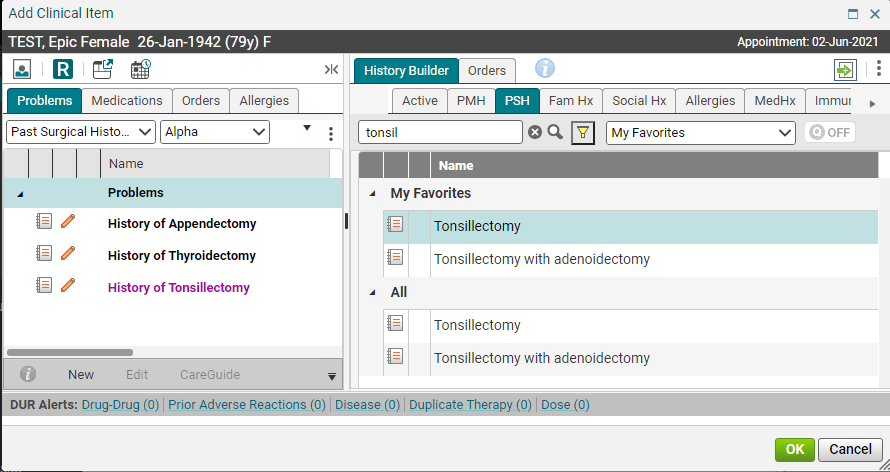 Add Clinical Item
TEST, Epic Female 26-Jan-1942 (79y) F
Appointment: 02-Jun-2021
R
History Builder
Orders
i
Problems
Medications
Orders
Allergies
Active
PMH
PSH
Fam Hx
Social Hx
Allergies
MedHx
Immur
Past Surgical Histo...
Alpha
tonsil
My Favorites
OFF
Name
Problems
History of Appendectomy
History of Thyroidectomy
History of Tonsillectomy
Name
My Favorites
Tonsillectomy
Tonsillectomy with adenoidectomy
All
Tonsillectomy
Tonsillectomy with adenoidectomy
i
New
Edit
CareGuide
DUR Alerts: Drug-Drug (0) Prior Adverse Reactions (0) Disease (0) Duplicate Therapy (0) Dose (0)
OK
Cancel